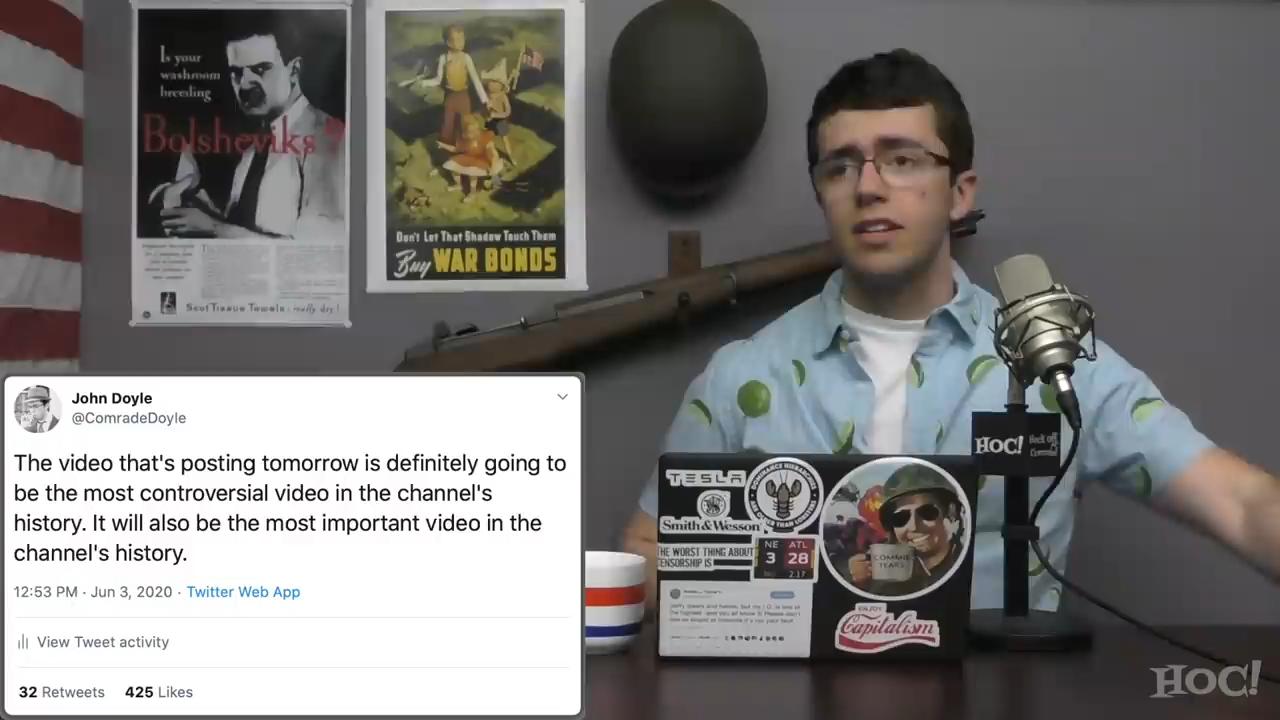 Is your
washroom
breeding
Bolsheviks?
ScotTissue Towels - really dry!
Don't Let That Shadow Touch Them
Buy WAR BONDS
John Doyle
@ComradeDoyle
The video that's posting tomorrow is definitely going to
be the most controversial video in the channel's
history. It will also be the most important video in the
channel's history.
12:53 PM · Jun 3, 2020 · Twitter Web App
View Tweet activity
32 Retweets 425 Likes
TESLA
Smith & Wesson
THE WORST THING ABOUT
CENSORSHIP IS
NE ATL
3 28
2:17
COMMIE
TEARS
ENJOY
Capitalism
HOC!
HOC!